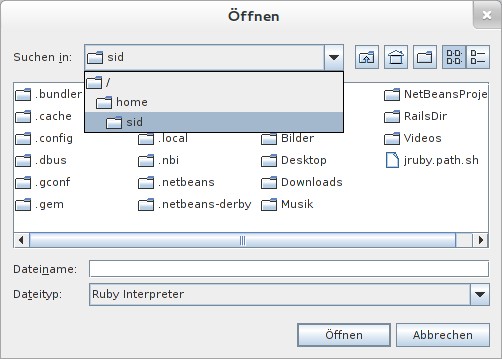 Öffnen
Suchen in:
sid
/
home
sid
.bundler
.cache
.config
.dbus
.gconf
.gem
.local
.nbi
.netbeans
.netbeans-derby
Bilder
Desktop
Downloads
Musik
NetBeansProje
RailsDir
Videos
jruby.path.sh
Dateiname:
Dateityp:
Ruby Interpreter
Öffnen
Abbrechen